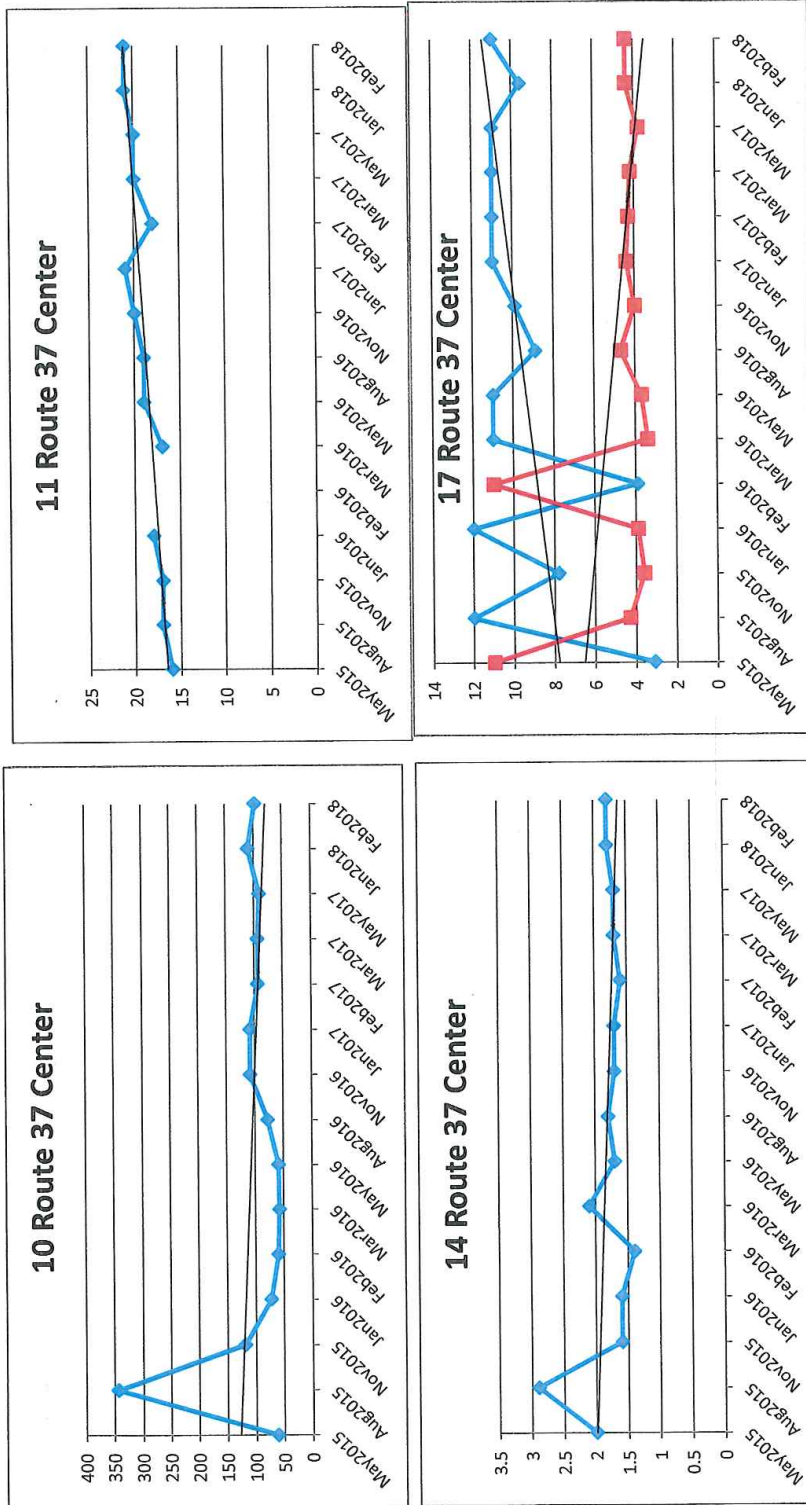 10 Route 37 Center
400
350
300
250
200
150
100
50
0
May2015
Aug2015
Nov2015
Jan2016
Feb2016
Mar2016
May2016
Aug2016
Nov2016
Jan2017
Feb2017
Mar2017
May2017
Jan2018
Feb2018
11 Route 37 Center
25
20
15
10
5
0
May2015
Aug2015
Nov2015
Jan2016
Feb2016
Mar2016
May2016
Aug2016
Nov2016
Jan2017
Feb2017
Mar2017
May2017
Jan2018
Feb2018
14 Route 37 Center
3.5
3
2.5
2
1.5
1
0.5
0
May2015
Aug2015
Nov2015
Jan2016
Feb2016
Mar2016
May2016
Aug2016
Nov2016
Jan2017
Feb2017
Mar2017
May2017
Jan2018
Feb2018
17 Route 37 Center
14
12
10
8
6
4
2
0
May2015
Aug2015
Nov2015
Jan2016
Feb2016
Mar2016
May2016
Aug2016
Nov2016
Jan2017
Feb2017
Mar2017
May2017
Jan2018
Feb2018